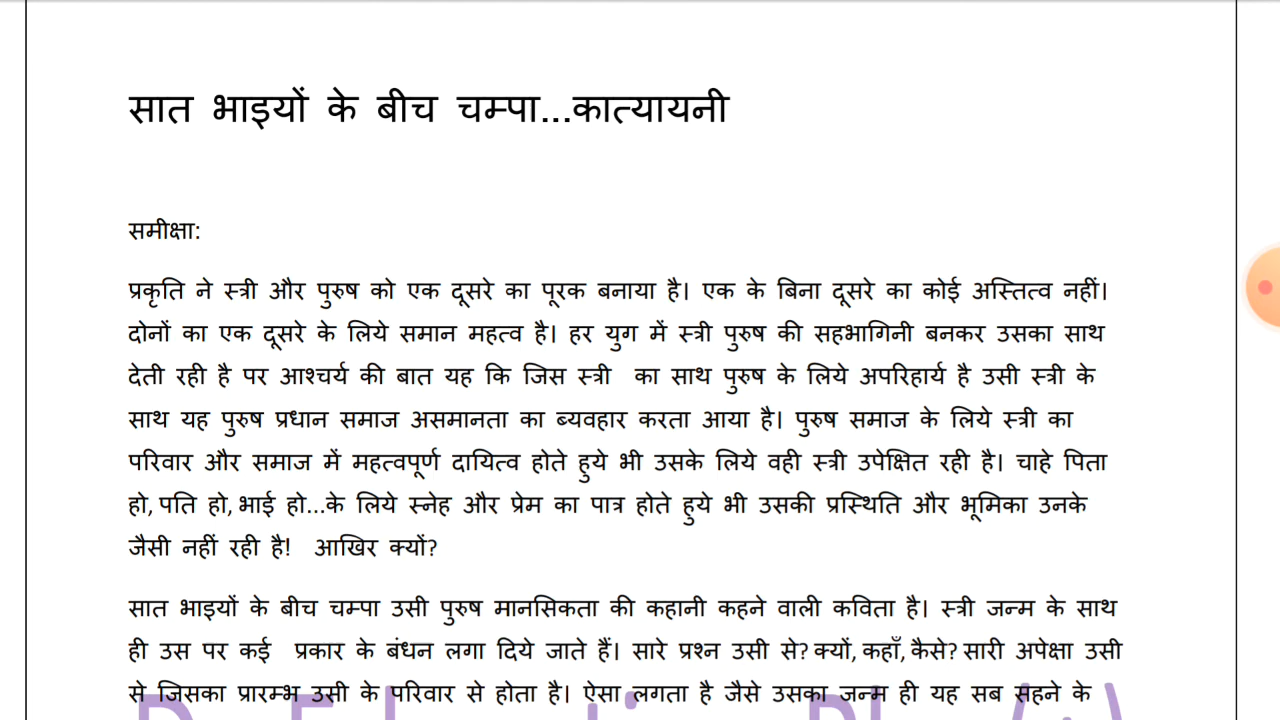 सात भाइयों के बीच चम्पा...कात्यायनी
समीक्षा:
प्रकृति ने स्त्री और पुरुष को एक दूसरे का पूरक बनाया है। एक के बिना दूसरे का कोई अस्तित्व नहीं।
दोनों का एक दूसरे के लिये समान महत्व है। हर युग में स्त्री पुरुष की सहभागिनी बनकर उसका साथ
देती रही है पर आश्चर्य की बात यह कि जिस स्त्री का साथ पुरुष के लिये अपरिहार्य है उसी स्त्री के
साथ यह पुरुष प्रधान समाज असमानता का ब्यवहार करता आया है। पुरुष समाज के लिये स्त्री का
परिवार और समाज में महत्वपूर्ण दायित्व होते हुये भी उसके लिये वही स्त्री उपेक्षित रही है। चाहे पिता
हो, पति हो, भाई हो...के लिये स्नेह और प्रेम का पात्र होते हुये भी उसकी प्रस्थिति और भूमिका उनके
जैसी नहीं रही है! आखिर क्यों?
सात भाइयों के बीच चम्पा उसी पुरुष मानसिकता की कहानी कहने वाली कविता है। स्त्री जन्म के साथ
ही उस पर कई प्रकार के बंधन लगा दिये जाते हैं। सारे प्रश्न उसी से? क्यों, कहाँ, कैसे? सारी अपेक्षा उसी
से जिसका प्रारम्भ उसी के परिवार से होता है। ऐसा लगता है जैसे उसका जन्म ही यह सब सहने के